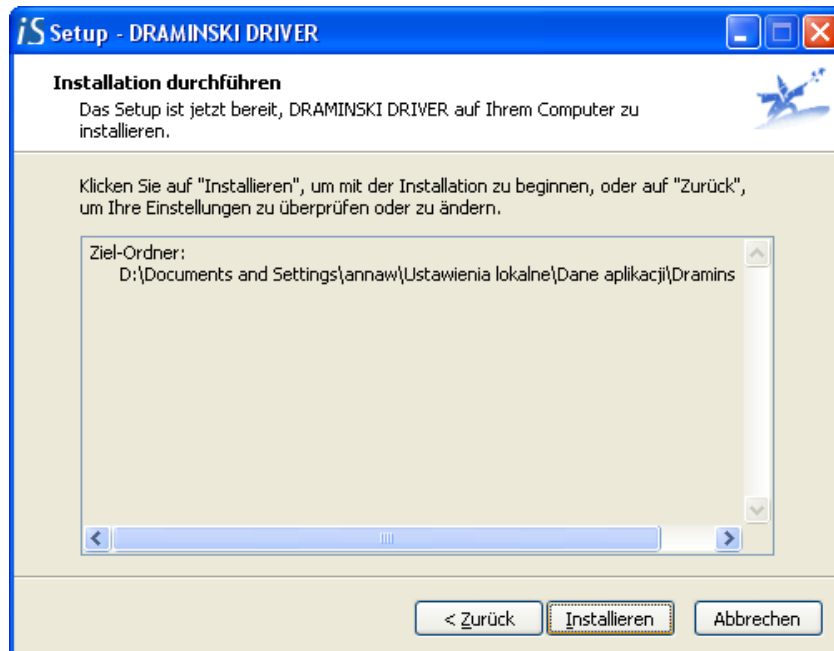 iS Setup - DRAMINSKI DRIVER
Installation durchführen
Das Setup ist jetzt bereit, DRAMINSKI DRIVER auf Ihrem Computer zu
installieren.
Klicken Sie auf "Installieren", um mit der Installation zu beginnen, oder auf "Zurück",
um Ihre Einstellungen zu überprüfen oder zu ändern.
Ziel-Ordner:
D:\Documents and Settings\annaw\Ustawienia lokalne\Dane aplikacji\Dramins
< Zurück
Installieren
Abbrechen